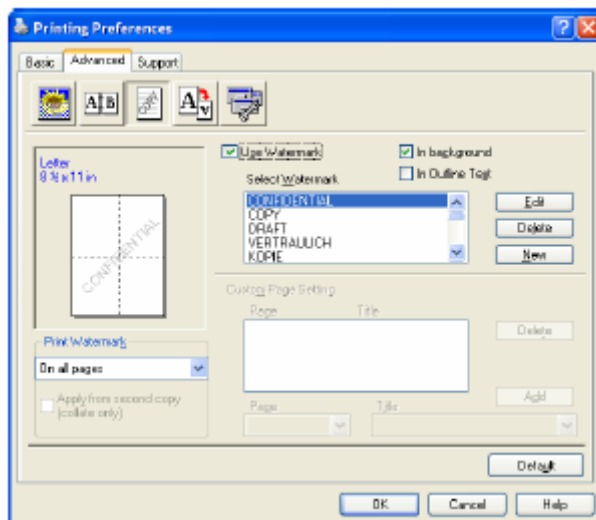 Printing Preferences
Basic Advanced Support
A B
A v
Letter
8 ½ x 11 in
CONFIDENTIAL
Print Watermark
On all pages
Apply from second copy
(collate only)
Use Watermark
In background
In Outline Text
Select Watermark
CONFIDENTIAL
COPY
DRAFT
VERTRAULICH
KOPIE
Edit
Delete
New
Custom Page Setting
Page Title
Delete
Add
Page Title
Default
OK Cancel Help